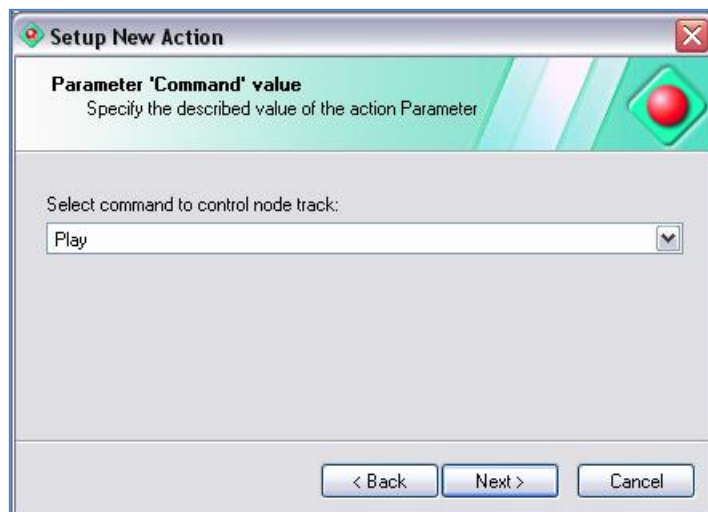 Setup New Action
Parameter 'Command' value
Specify the described value of the action Parameter
Select command to control node track:
Play
< Back
Next >
Cancel